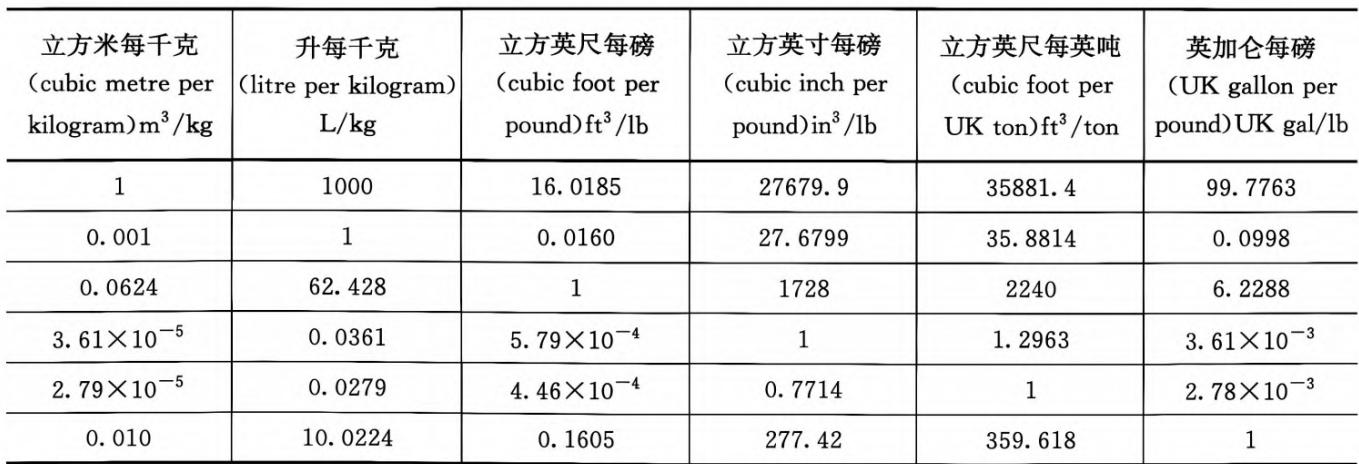 立方米每千克 升每千克 立方英尺每磅 立方英寸每磅 立方英尺每英吨 英加仑每磅
(cubic metre per (litre per kilogram) (cubic foot per (cubic inch per (cubic foot per (UK gallon per
kilogram)m³/kg L/kg pound)ft³/lb pound)in³/lb UK ton)ft³/ton pound)UK gal/lb
1 1000 16.0185 27679.9 35881.4 99.7763
0.001 1 0.0160 27.6799 35.8814 0.0998
0.0624 62.428 1 1728 2240 6.2288
3.61×10⁻⁵ 0.0361 5.79×10⁻⁴ 1 1.2963 3.61×10⁻³
2.79×10⁻⁵ 0.0279 4.46×10⁻⁴ 0.7714 1 2.78×10⁻³
0.010 10.0224 0.1605 277.42 359.618 1